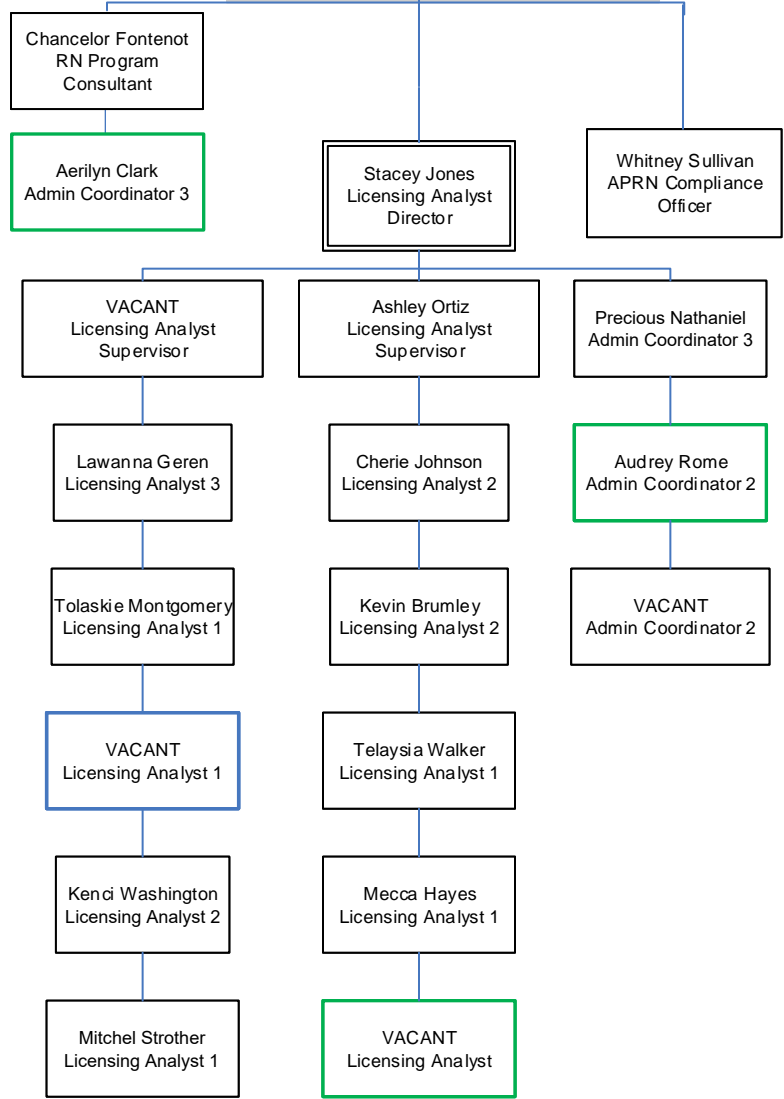 Chancelor Fontenot
RN Program
Consultant
Aerilyn Clark
Admin Coordinator 3
Stacey Jones
Licensing Analyst
Director
Whitney Sullivan
APRN Compliance
Officer
VACANT
Licensing Analyst
Supervisor
Lawanna Geren
Licensing Analyst 3
Tolaskie Montgomery
Licensing Analyst 1
VACANT
Licensing Analyst 1
Kenci Washington
Licensing Analyst 2
Mitchel Strother
Licensing Analyst 1
Ashley Ortiz
Licensing Analyst
Supervisor
Cherie Johnson
Licensing Analyst 2
Kevin Brumley
Licensing Analyst 2
Telaysia Walker
Licensing Analyst 1
Mecca Hayes
Licensing Analyst 1
VACANT
Licensing Analyst
Precious Nathaniel
Admin Coordinator 3
Audrey Rome
Admin Coordinator 2
VACANT
Admin Coordinator 2